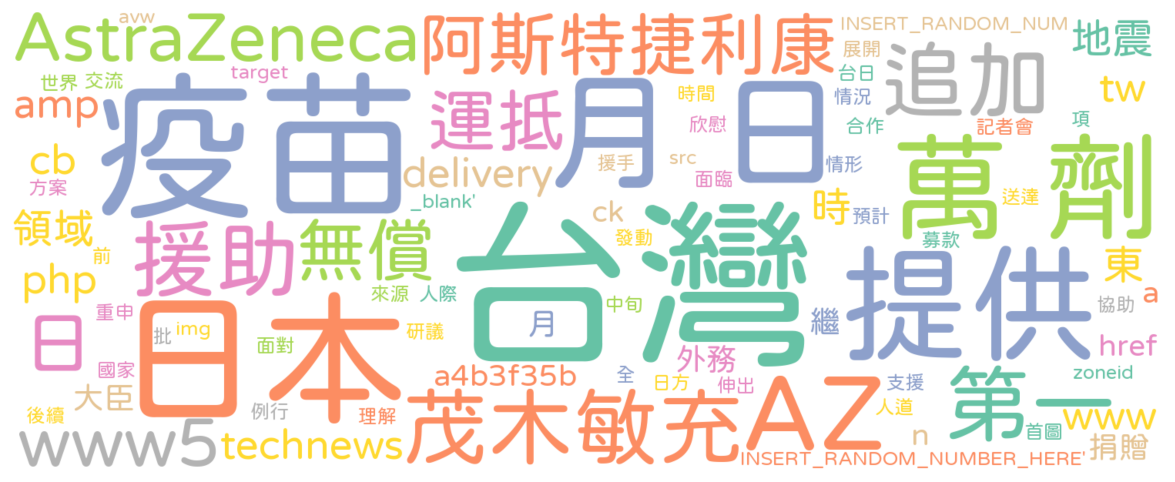 avw
AstraZeneca
阿斯特捷利康
INSERT_RANDOM_NUM
地震
展開
追加
世界
交流
target
台日
tw
amp
疫苗
運抵
月
日
時間
情況
欣慰
合作
記者會
項
萬
劑
cb
方案
delivery
援手
src
面臨
情形
_blank'
ck
時
預計
送達
領域
前
援助
無償
台灣
發動
募款
提供
東
php
來源
人際
中旬
協助
a
日
重申
批
img
日本
面對
研議
月
繼
外務
href
國家
大臣
a4b3f35b
全
日方
伸出
支援
zoneid
後續
例行
理解
茂木敏充
AZ
人道
第一
www
www5
technews
n
首圖
捐贈
INSERT_RANDOM_NUMBER_HERE'